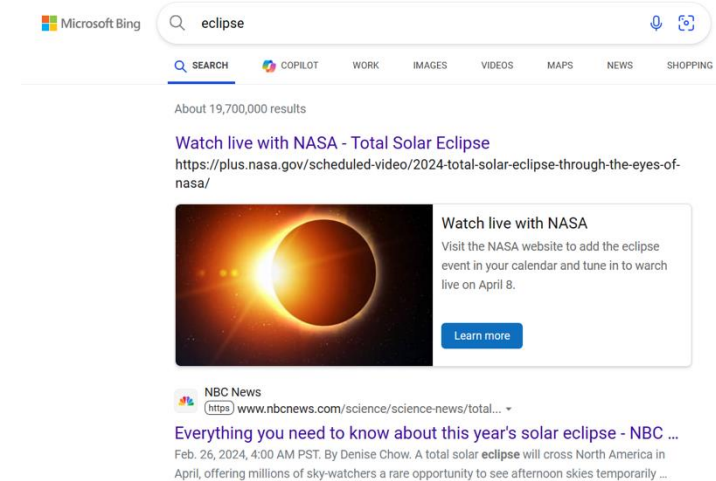 Microsoft Bing
eclipse
SEARCH COPILOT WORK IMAGES VIDEOS MAPS NEWS SHOPPING
About 19,700,000 results
Watch live with NASA - Total Solar Eclipse
https://plus.nasa.gov/scheduled-video/2024-total-solar-eclipse-through-the-eyes-of-
nasa/
Watch live with NASA
Visit the NASA website to add the eclipse
event in your calendar and tune in to warch
live on April 8.
Learn more
NBC News
https www.nbcnews.com/science/science-news/total...
Everything you need to know about this year's solar eclipse - NBC ...
Feb. 26, 2024, 4:00 AM PST. By Denise Chow. A total solar eclipse will cross North America in
April, offering millions of sky-watchers a rare opportunity to see afternoon skies temporarily ...